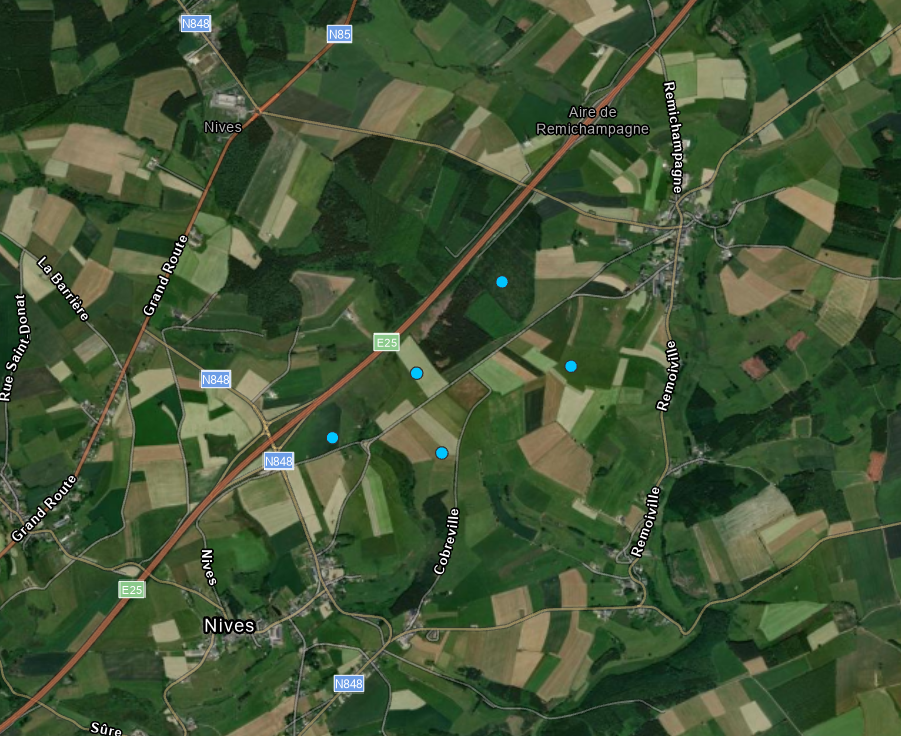 N848
N85
Nives
Aire de
Remichampagne
Remichampagne
La Barrière
Grand Route
Rue Saint-Donat
E25
N848
Remoiville
N848
Grand Route
Remoiville
Cobreville
Nives
E25
Nives
N848
Sûre